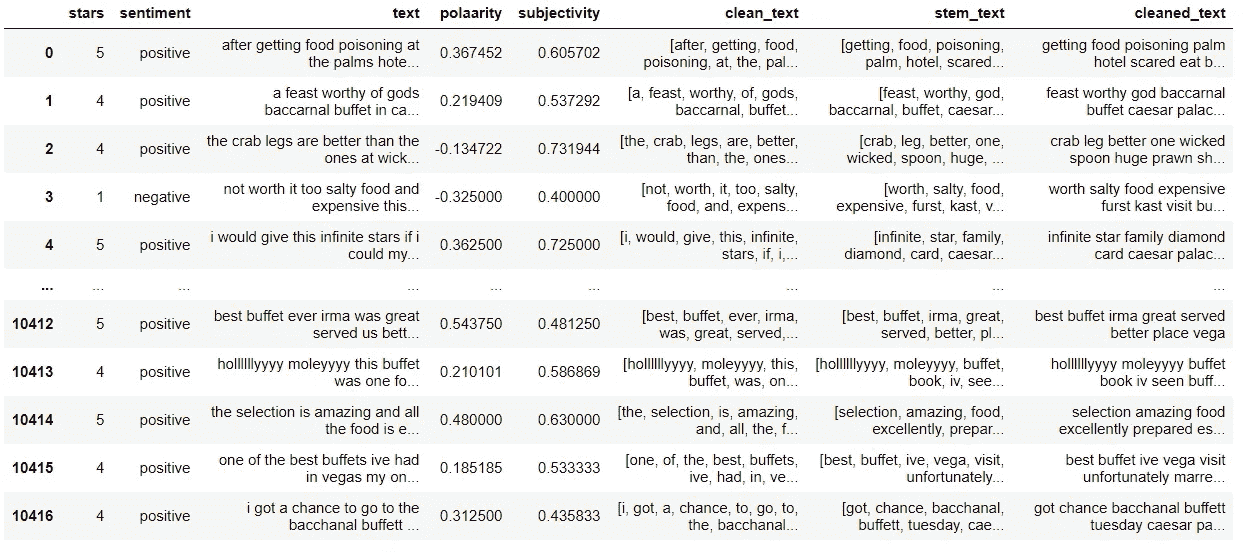 stars sentiment text polaarity subjectivity clean_text stem_text cleaned_text
0 5 positive after getting food poisoning at the palms hote... 0.367452 0.605702 [after, getting, food, poisoning, at, the, pal... [getting, food, poisoning, palm, hotel, scared... getting food poisoning palm hotel scared eat b...
1 4 positive a feast worthy of gods baccarnal buffet in ca... 0.219409 0.537292 [a, feast, worthy, of, gods, baccarnal, buffet... [feast, worthy, god, baccarnal, buffet, caesar... feast worthy god baccarnal buffet caesar palac...
2 4 positive the crab legs are better than the ones at wick... -0.134722 0.731944 [the, crab, legs, are, better, than, the, ones... [crab, leg, better, one, wicked, spoon, huge, ... crab leg better one wicked spoon huge prawn sh...
3 1 negative not worth it too salty food and expensive this... -0.325000 0.400000 [not, worth, it, too, salty, food, and, expens... [worth, salty, food, expensive, furst, kast, v... worth salty food expensive furst kast visit bu...
4 5 positive i would give this infinite stars if i could my... 0.362500 0.725000 [i, would, give, this, infinite, stars, if, i,... [infinite, star, family, diamond, card, caesar... infinite star family diamond card caesar palac...
... ... ... ... ... ... ... ... ...
10412 5 positive best buffet ever irma was great served us bett... 0.543750 0.481250 [best, buffet, ever, irma, was, great, served,... [best, buffet, irma, great, served, better, pl... best buffet irma great served better place vega
10413 4 positive holllllllyyyy moleyyyy this buffet was one fo... 0.210101 0.586869 [holllllllyyyy, moleyyyy, this, buffet, was, on... [holllllllyyyy, moleyyyy, buffet, book, iv, see... holllllllyyyy moleyyyy buffet book iv seen buff...
10414 5 positive the selection is amazing and all the food is e... 0.480000 0.630000 [the, selection, is, amazing, and, all, the, f... [selection, amazing, food, excellently, prepar... selection amazing food excellently prepared es...
10415 4 positive one of the best buffets ive had in vegas my on... 0.185185 0.533333 [one, of, the, best, buffets, ive, had, in, ve... [best, buffet, ive, vega, visit, unfortunately... best buffet ive vega visit unfortunately marre...
10416 4 positive i got a chance to go to the bacchanal buffett ... 0.312500 0.435833 [i, got, a, chance, to, go, to, the, bacchanal... [got, chance, bacchanal, buffett, tuesday, cae... got chance bacchanal buffett tuesday caesar pa...